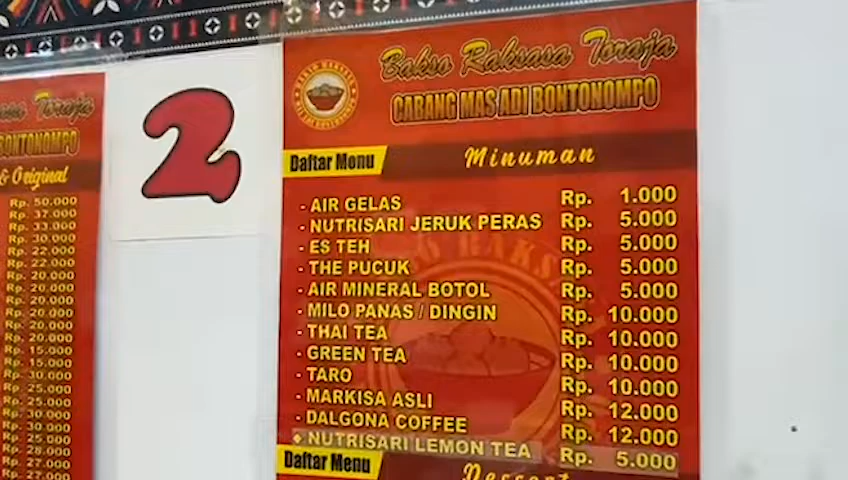 Bakso Raksasa Toraja
CABANG MAS ADI BONTONOMPO
Daftar Menu
Minuman
- AIR GELAS Rp. 1.000
- NUTRISARI JERUK PERAS Rp. 5.000
- ES TEH Rp. 5.000
- THE PUCUK Rp. 5.000
- AIR MINERAL BOTOL Rp. 5.000
- MILO PANAS / DINGIN Rp. 10.000
- THAI TEA Rp. 10.000
- GREEN TEA Rp. 10.000
- TARO Rp. 10.000
- MARKISA ASLI Rp. 12.000
- DALGONA COFFEE Rp. 12.000
NUTRISARI LEMON TEA Rp. 5.000
Daftar Menu
Dessert
2
Toraja
BONTONOMPO
& Original
Rp. 50.000
Rp. 37.000
Rp. 33.000
Rp. 30.000
Rp. 22.000
Rp. 22.000
Rp. 20.000
Rp. 20.000
Rp. 20.000
Rp. 20.000
Rp. 20.000
Rp. 20.000
Rp. 15.000
Rp. 15.000
Rp. 30.000
Rp. 25.000
Rp. 25.000
Rp. 30.000
Rp. 30.000
Rp. 25.000
Rp. 28.000
Rp. 30.000
Rp. 27.000